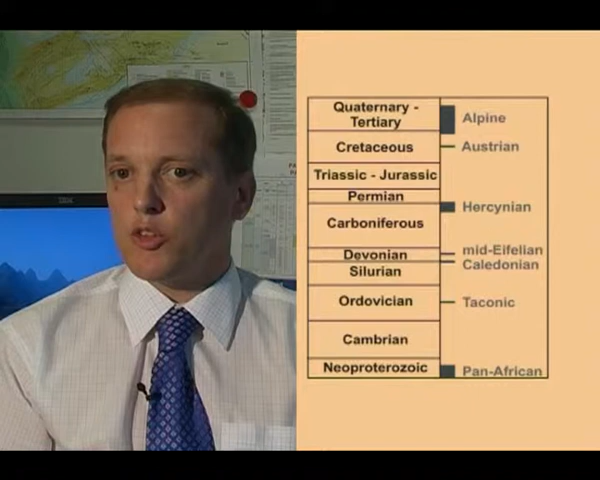 IBM
Quaternary -
Tertiary
Alpine
Cretaceous
Austrian
Triassic - Jurassic
Permian
Hercynian
Carboniferous
mid-Eifelian
Devonian
Caledonian
Silurian
Ordovician
Taconic
Cambrian
Neoproterozoic
Pan-African